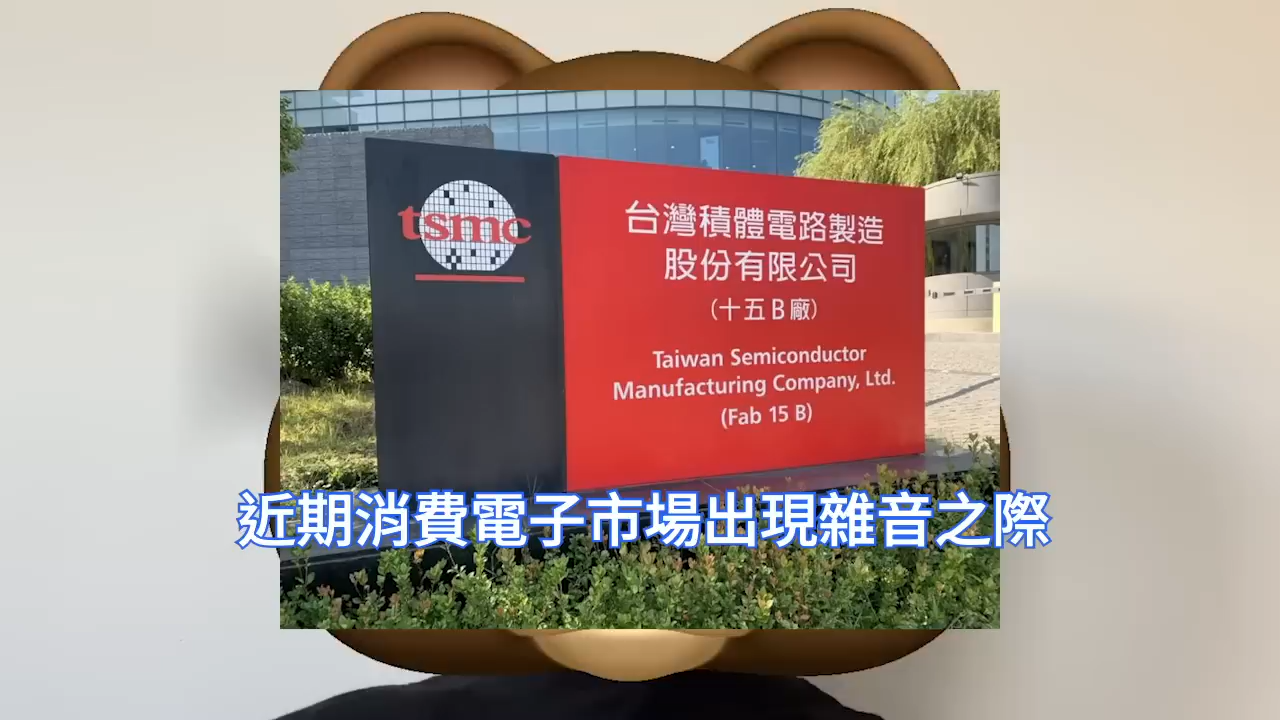 tsmc
台灣積體電路製造
股份有限公司
(十五B廠)
Taiwan Semiconductor
Manufacturing Company, Ltd.
(Fab 15 B)
近期消費電子市場出現雜音之際